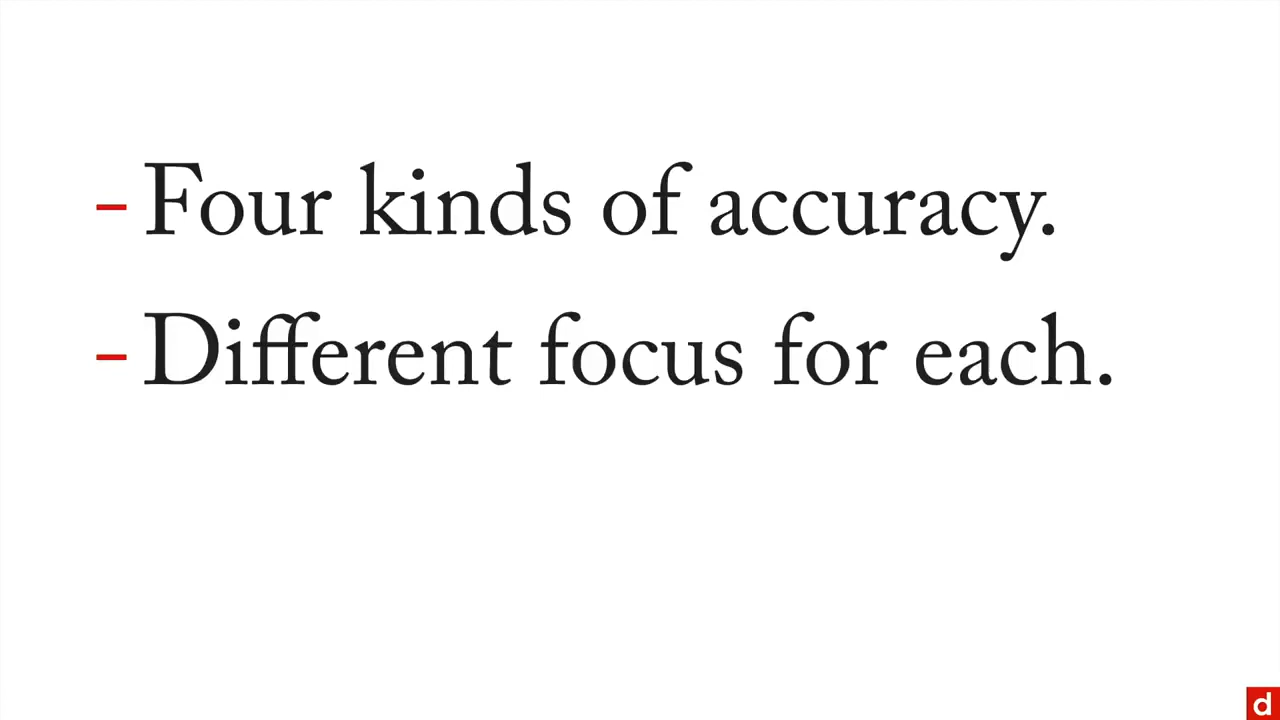 - Four kinds of accuracy.
- Different focus for each.
d